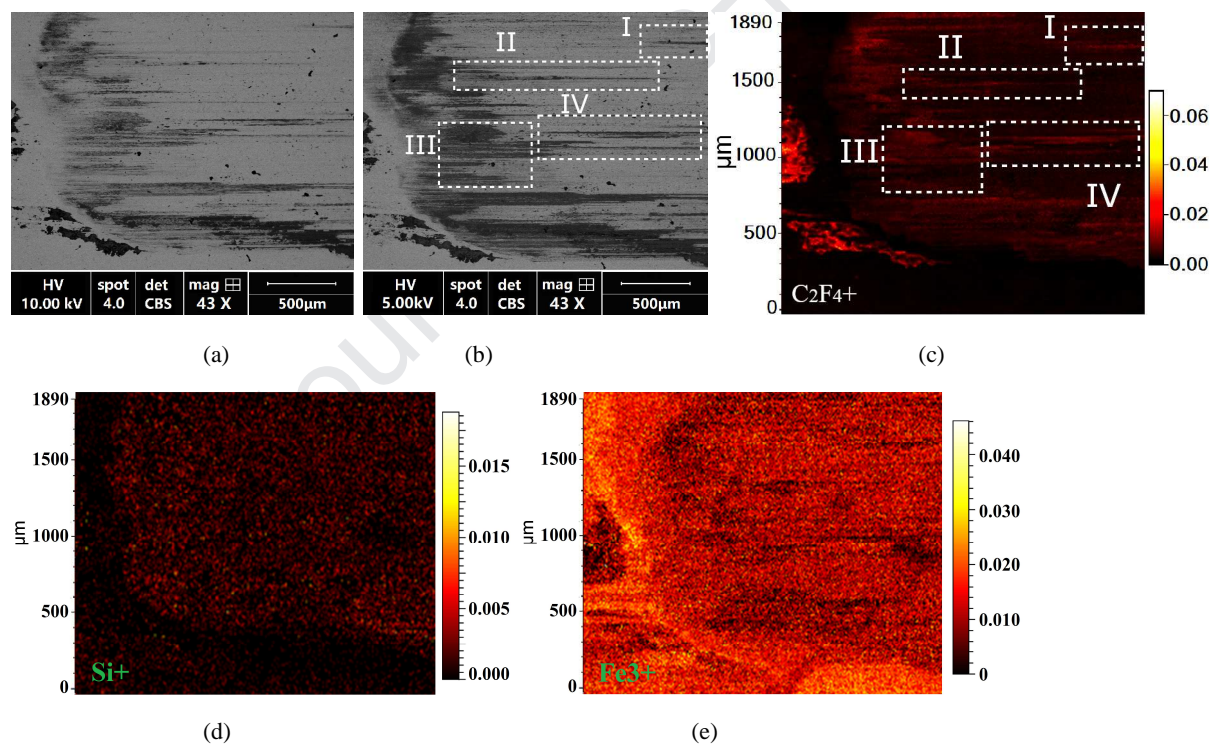 I
II
IV
III
HV
10.00 kV
spot
4.0
det
CBS
mag
43 X
500µm
HV
5.00kV
spot
4.0
det
CBS
mag
43 X
500µm
1890
1500
1000
500
0
µm
I
II
III
IV
C₂F₄+
0.06
0.04
0.02
0.00
(a)
(b)
(c)
1890
1500
1000
500
0
µm
Si+
0.015
0.010
0.005
0.000
1890
1500
1000
500
0
µm
Fe3+
0.040
0.030
0.020
0.010
0
(d)
(e)